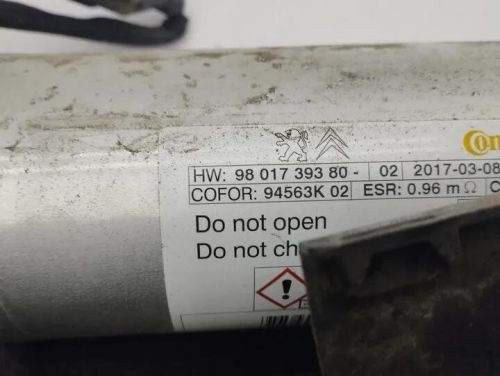 HW: 98 017 393 80- 02 2017-03-08
COFOR: 94563K 02 ESR: 0.96 mΩ C
Do not open
Do not ch